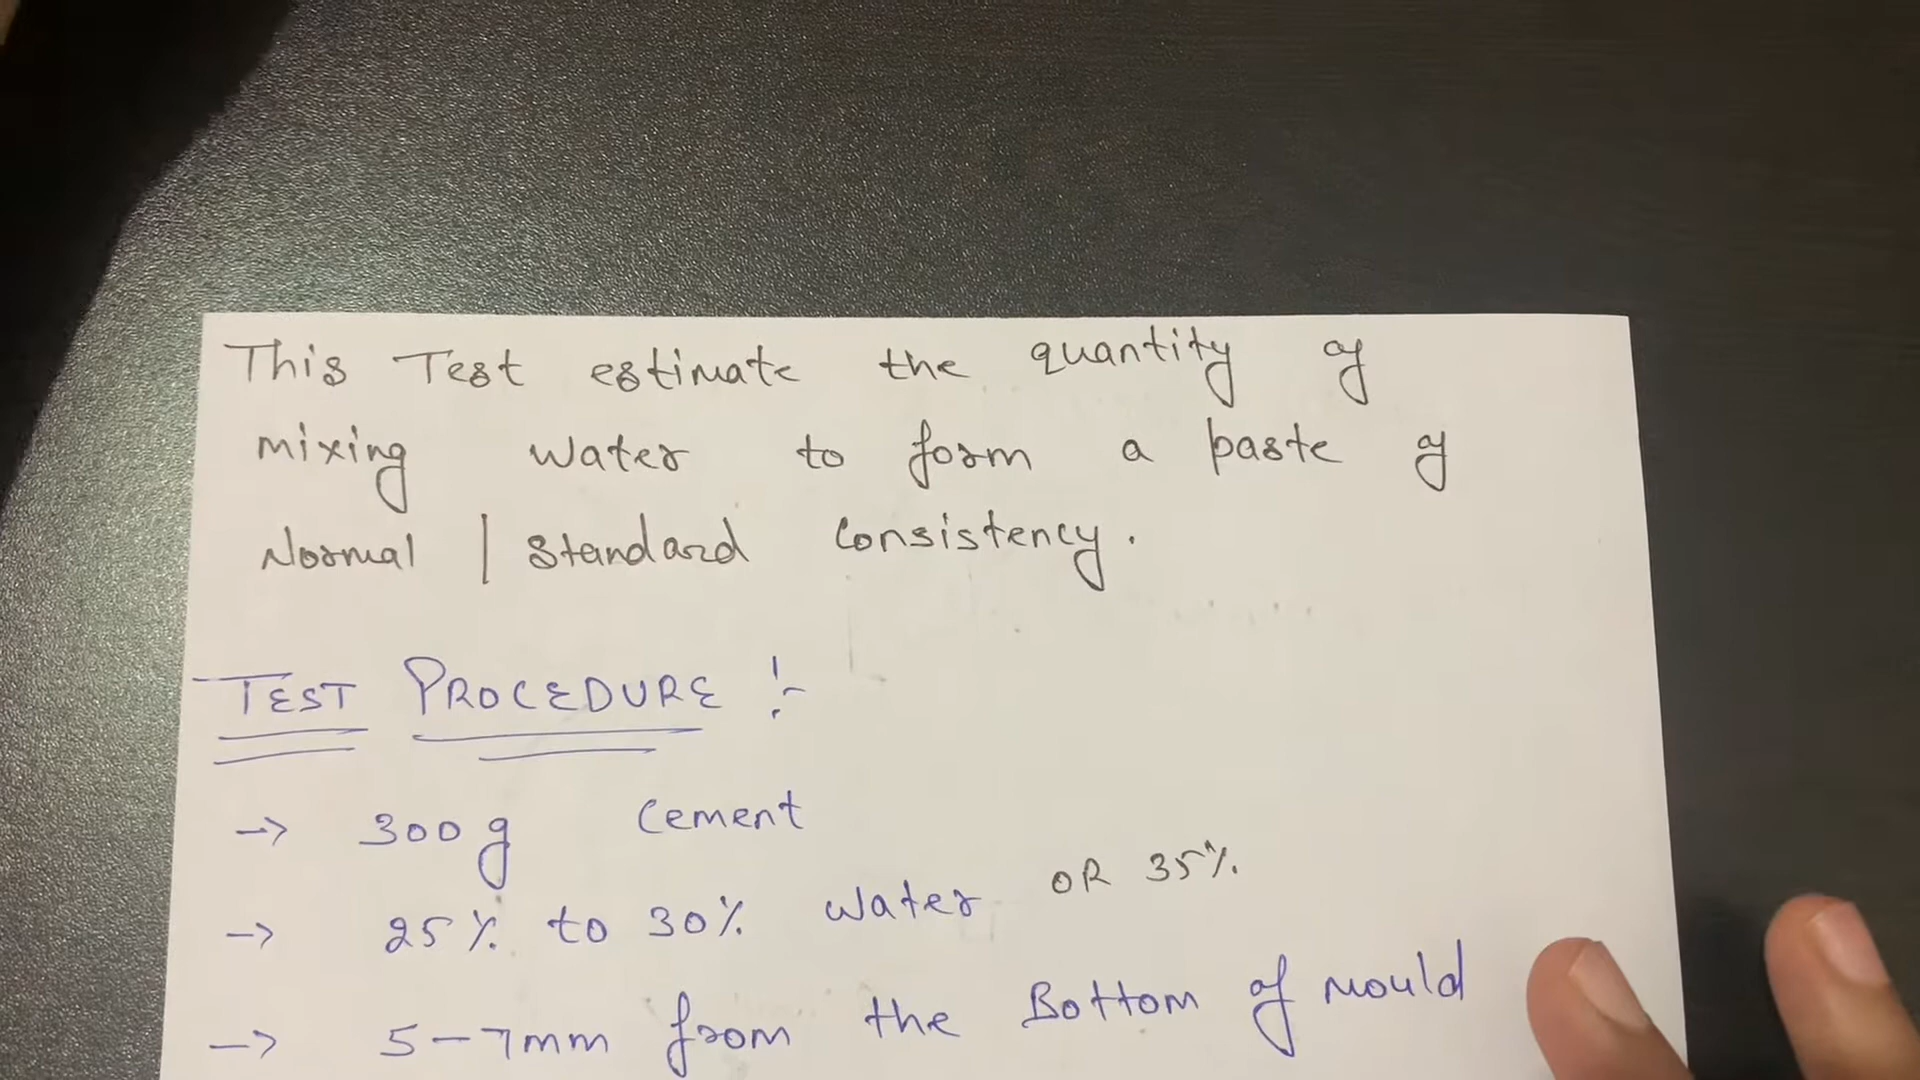 This Test estimate the quantity of
mixing water to form a paste of
Normal | Standard Consistency.
TEST PROCEDURE :-
→ 300g Cement
→ 25% to 30% water OR 35%
→ 5-7mm from the Bottom of mould